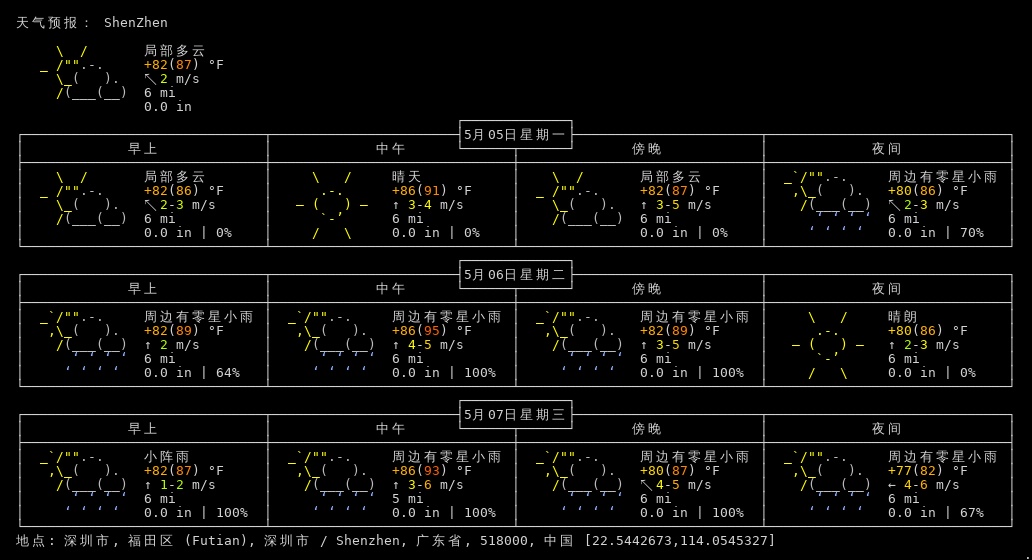 天气预报： ShenZhen
局部多云
+82(87) °F
↖2 m/s
6 mi
0.0 in
5月05日星期一
早上 中午 傍晚 夜间
局部多云 晴天 局部多云 周边有零星小雨
+82(86) °F +86(91) °F +82(87) °F +80(86) °F
↖2-3 m/s ↑ 3-4 m/s ↑ 3-5 m/s ↖2-3 m/s
6 mi 6 mi 6 mi 6 mi
0.0 in | 0% 0.0 in | 0% 0.0 in | 0% 0.0 in | 70%
5月06日星期二
早上 中午 傍晚 夜间
周边有零星小雨 周边有零星小雨 周边有零星小雨 晴朗
+82(89) °F +86(95) °F +82(89) °F +80(86) °F
↑ 2 m/s ↑ 4-5 m/s ↑ 3-5 m/s ↑ 2-3 m/s
6 mi 6 mi 6 mi 6 mi
0.0 in | 64% 0.0 in | 100% 0.0 in | 100% 0.0 in | 0%
5月07日星期三
早上 中午 傍晚 夜间
小阵雨 周边有零星小雨 周边有零星小雨 周边有零星小雨
+82(87) °F +86(93) °F +80(87) °F +77(82) °F
↑ 1-2 m/s ↑ 3-6 m/s ↖4-5 m/s ← 4-6 m/s
6 mi 5 mi 6 mi 6 mi
0.0 in | 100% 0.0 in | 100% 0.0 in | 100% 0.0 in | 67%
地点: 深圳市, 福田区 (Futian), 深圳市 / Shenzhen, 广东省, 518000, 中国 [22.5442673,114.0545327]